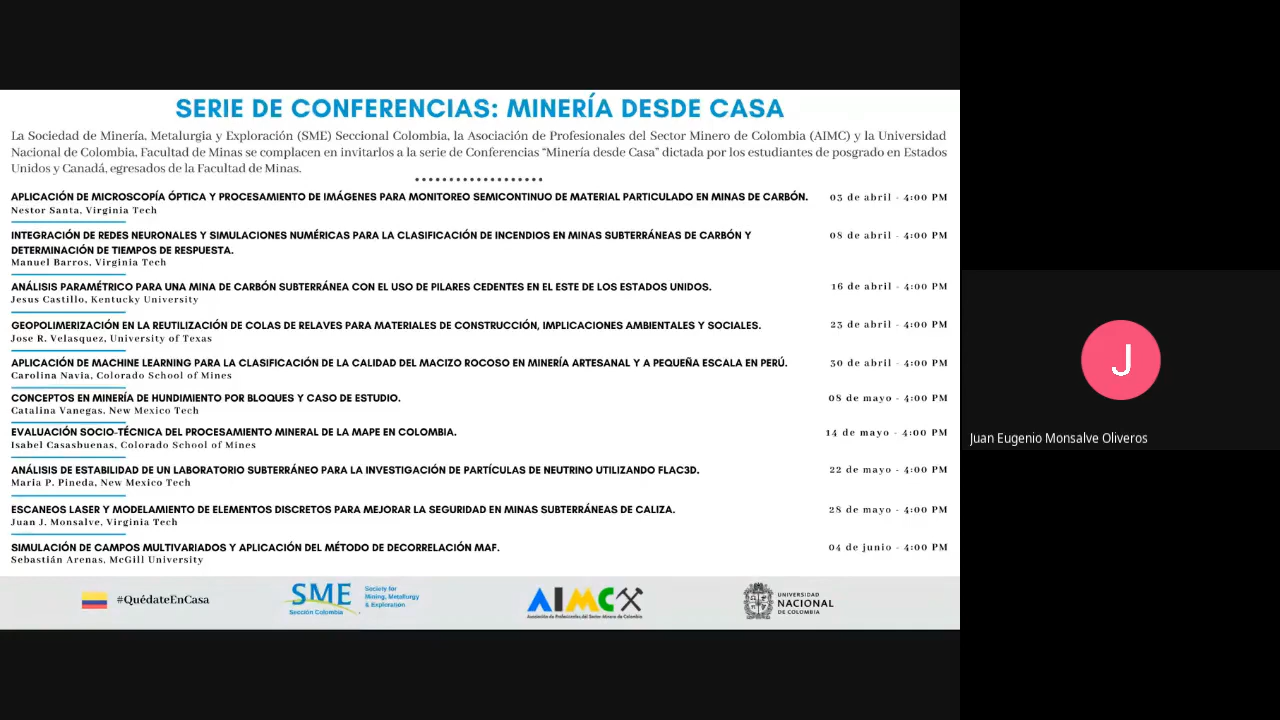 SERIE DE CONFERENCIAS: MINERÍA DESDE CASA
La Sociedad de Minería, Metalurgia y Exploración (SME) Seccional Colombia, la Asociación de Profesionales del Sector Minero de Colombia (AIMC) y la Universidad
Nacional de Colombia, Facultad de Minas se complacen en invitarlos a la serie de Conferencias "Minería desde Casa" dictada por los estudiantes de posgrado en Estados
Unidos y Canadá, egresados de la Facultad de Minas.
APLICACIÓN DE MICROSCOPÍA ÓPTICA Y PROCESAMIENTO DE IMÁGENES PARA MONITOREO SEMICONTINUO DE MATERIAL PARTICULADO EN MINAS DE CARBÓN. 03 de abril - 4:00 PM
Nestor Santa, Virginia Tech
INTEGRACIÓN DE REDES NEURONALES Y SIMULACIONES NUMÉRICAS PARA LA CLASIFICACIÓN DE INCENDIOS EN MINAS SUBTERRÁNEAS DE CARBÓN Y 08 de abril - 4:00 PM
DETERMINACIÓN DE TIEMPOS DE RESPUESTA.
Manuel Barros, Virginia Tech
ANÁLISIS PARAMÉTRICO PARA UNA MINA DE CARBÓN SUBTERRÁNEA CON EL USO DE PILARES CEDENTES EN EL ESTE DE LOS ESTADOS UNIDOS. 16 de abril - 4:00 PM
Jesus Castillo, Kentucky University
GEOPOLIMERIZACIÓN EN LA REUTILIZACIÓN DE COLAS DE RELAVES PARA MATERIALES DE CONSTRUCCIÓN, IMPLICACIONES AMBIENTALES Y SOCIALES. 23 de abril - 4:00 PM
Jose R. Velasquez, University of Texas
APLICACIÓN DE MACHINE LEARNING PARA LA CLASIFICACIÓN DE LA CALIDAD DEL MACIZO ROCOSO EN MINERÍA ARTESANAL Y A PEQUEÑA ESCALA EN PERÚ. 30 de abril - 4:00 PM
Carolina Navia, Colorado School of Mines
CONCEPTOS EN MINERÍA DE HUNDIMIENTO POR BLOQUES Y CASO DE ESTUDIO. 08 de mayo - 4:00 PM
Catalina Vanegas, New Mexico Tech
EVALUACIÓN SOCIO-TÉCNICA DEL PROCESAMIENTO MINERAL DE LA MAPE EN COLOMBIA. 14 de mayo - 4:00 PM
Isabel Casasbuenas, Colorado School of Mines
ANÁLISIS DE ESTABILIDAD DE UN LABORATORIO SUBTERRÁNEO PARA LA INVESTIGACIÓN DE PARTÍCULAS DE NEUTRINO UTILIZANDO FLAC3D. 22 de mayo - 4:00 PM
Maria P. Pineda, New Mexico Tech
ESCANEOS LASER Y MODELAMIENTO DE ELEMENTOS DISCRETOS PARA MEJORAR LA SEGURIDAD EN MINAS SUBTERRÁNEAS DE CALIZA. 28 de mayo - 4:00 PM
Juan J. Monsalve, Virginia Tech
SIMULACIÓN DE CAMPOS MULTIVARIADOS Y APLICACIÓN DEL MÉTODO DE DECORRELACIÓN MAF. 04 de junio - 4:00 PM
Sebastián Arenas, McGill University
#QuédateEnCasa
SME
Sección Colombia
Society for
Mining, Metallurgy
& Exploration
AIMC
Asociación de Profesionales del Sector Minero de Colombia
UNIVERSIDAD
NACIONAL
DE COLOMBIA
J
Juan Eugenio Monsalve Oliveros